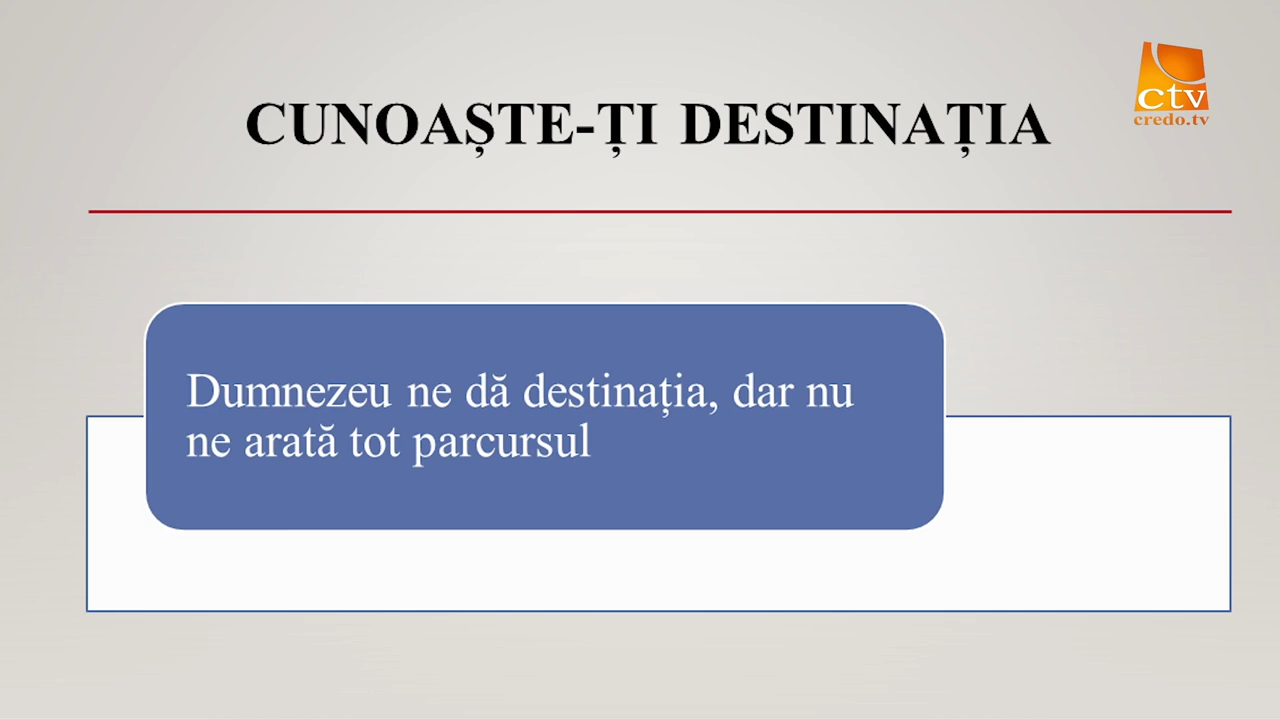 ctv
credo.tv
CUNOAȘTE-ȚI DESTINAȚIA
Dumnezeu ne dă destinația, dar nu
ne arată tot parcursul